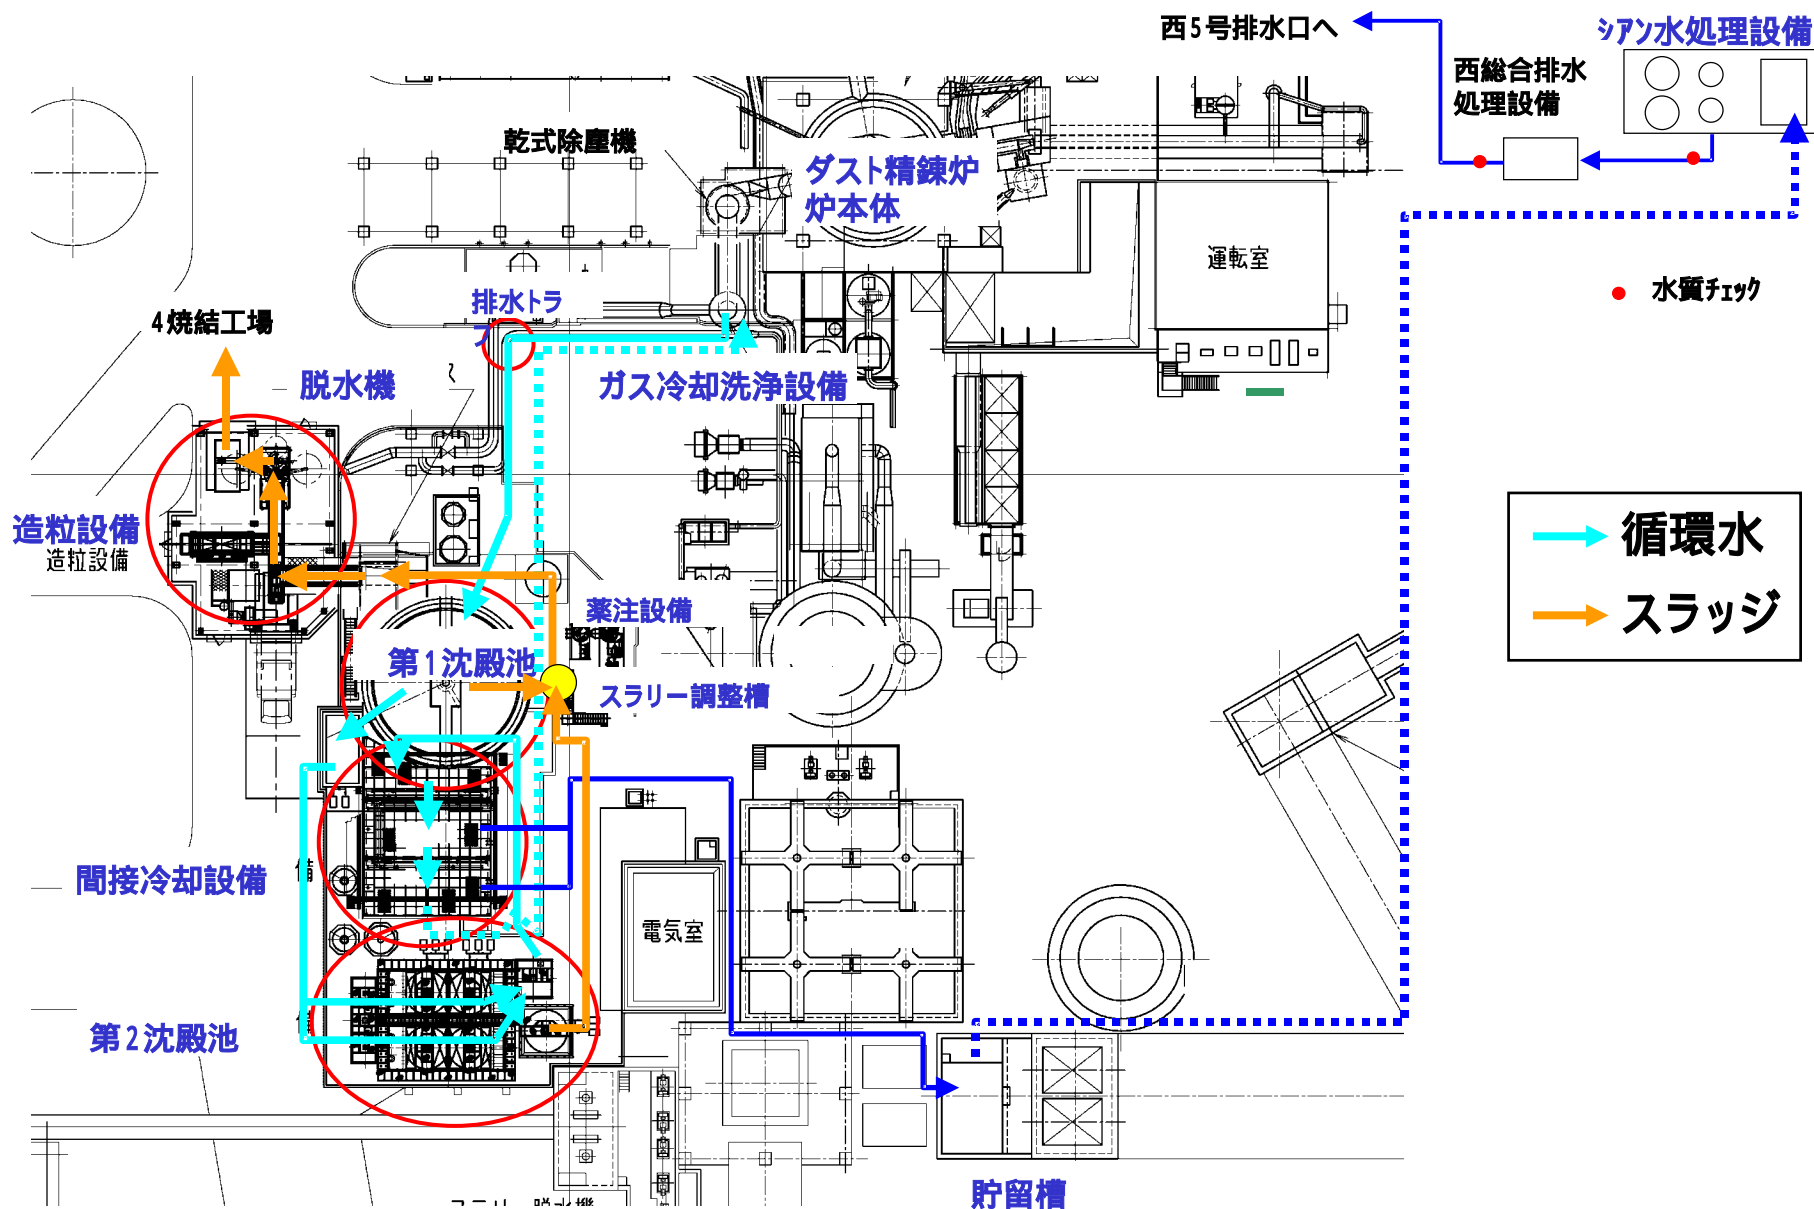 西5号排水口へ
シアン水処理設備
西総合排水
処理設備
乾式除塵機
ダスト精錬炉
炉本体
運転室
水質チェック
排水トラ
4焼結工場
脱水機
ガス冷却洗浄設備
造粒設備
造粒設備
循環水
スラッジ
薬注設備
第1沈殿池
スラリー調整槽
間接冷却設備
備
電気室
第2沈殿池
貯留槽